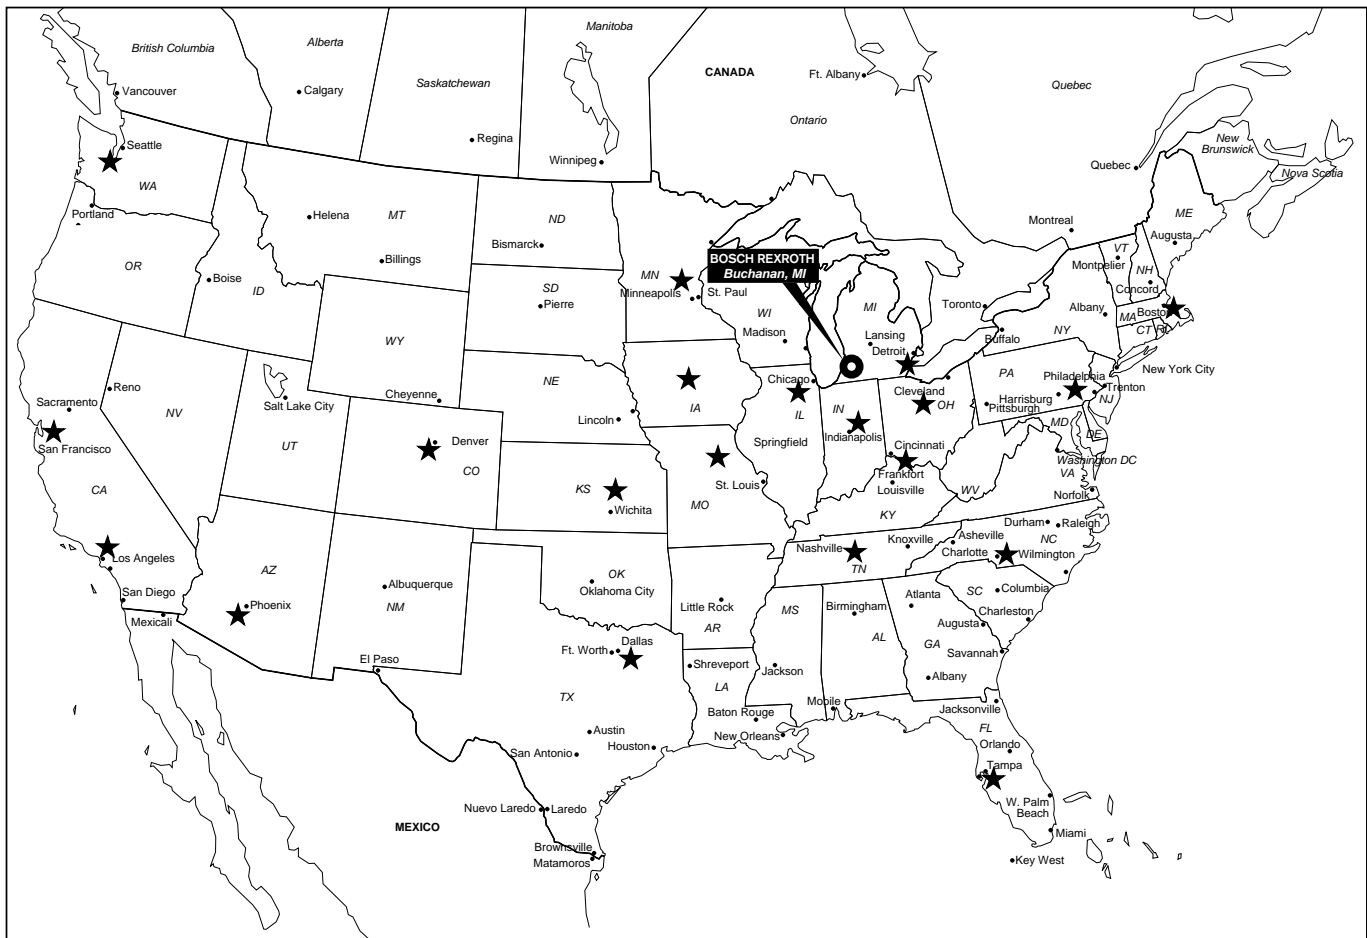 Manitoba
British Columbia
Alberta
CANADA
Ft. Albany
Saskatchewan
Quebec
Vancouver
Calgary
Ontario
Regina
New
Brunswick
Seattle
Winnipeg
Quebec
Nova Scotia
WA
Portland
Helena
MT
ND
Montreal
ME
Bismarck
Augusta
VT
Montpelier
NH
OR
Billings
BOSCH REXROTH
Buchanan, MI
Boise
ID
MN
SD
Minneapolis
St. Paul
Concord
Pierre
MI
Toronto
Albany
Boston
WI
MA
Madison
Lansing
NY
CT
RI
WY
Detroit
Buffalo
New York City
PA
Reno
NE
Chicago
Cleveland
Philadelphia
Trenton
Cheyenne
Harrisburg
NJ
Sacramento
Salt Lake City
IA
IL
IN
OH
Pittsburgh
NV
Lincoln
MD
San Francisco
UT
Denver
Springfield
Indianapolis
DE
Cincinnati
Washington DC
CO
Frankfort
VA
CA
KS
St. Louis
Louisville
WV
Norfolk
Wichita
MO
KY
Durham
Raleigh
Nashville
Knoxville
Asheville
NC
Los Angeles
Charlotte
Wilmington
AZ
TN
OK
Albuquerque
Oklahoma City
San Diego
Phoenix
NM
Little Rock
MS
Birmingham
Atlanta
SC
Columbia
Mexicali
Charleston
AR
Augusta
AL
GA
Dallas
Ft. Worth
Savannah
El Paso
Shreveport
Jackson
Albany
LA
TX
Mobile
Jacksonville
Baton Rouge
FL
Austin
New Orleans
San Antonio
Houston
Orlando
Tampa
Nuevo Laredo
Laredo
W. Palm
Beach
MEXICO
Miami
Brownsville
Matamoros
Key West